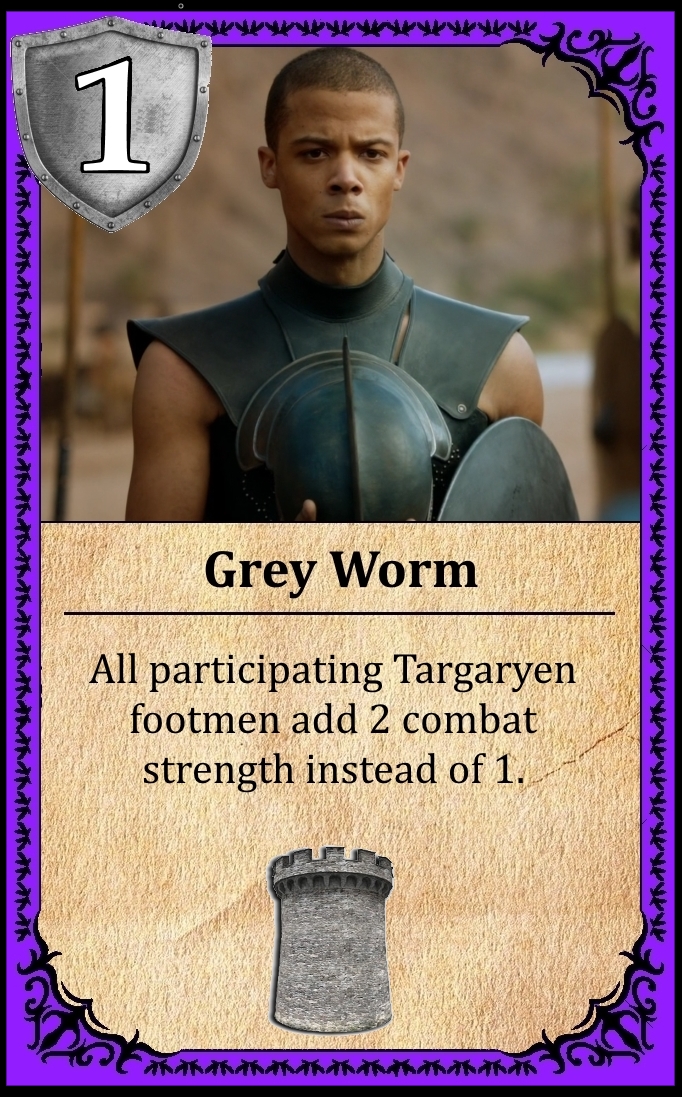 1
Grey Worm
All participating Targaryen
footmen add 2 combat
strength instead of 1.